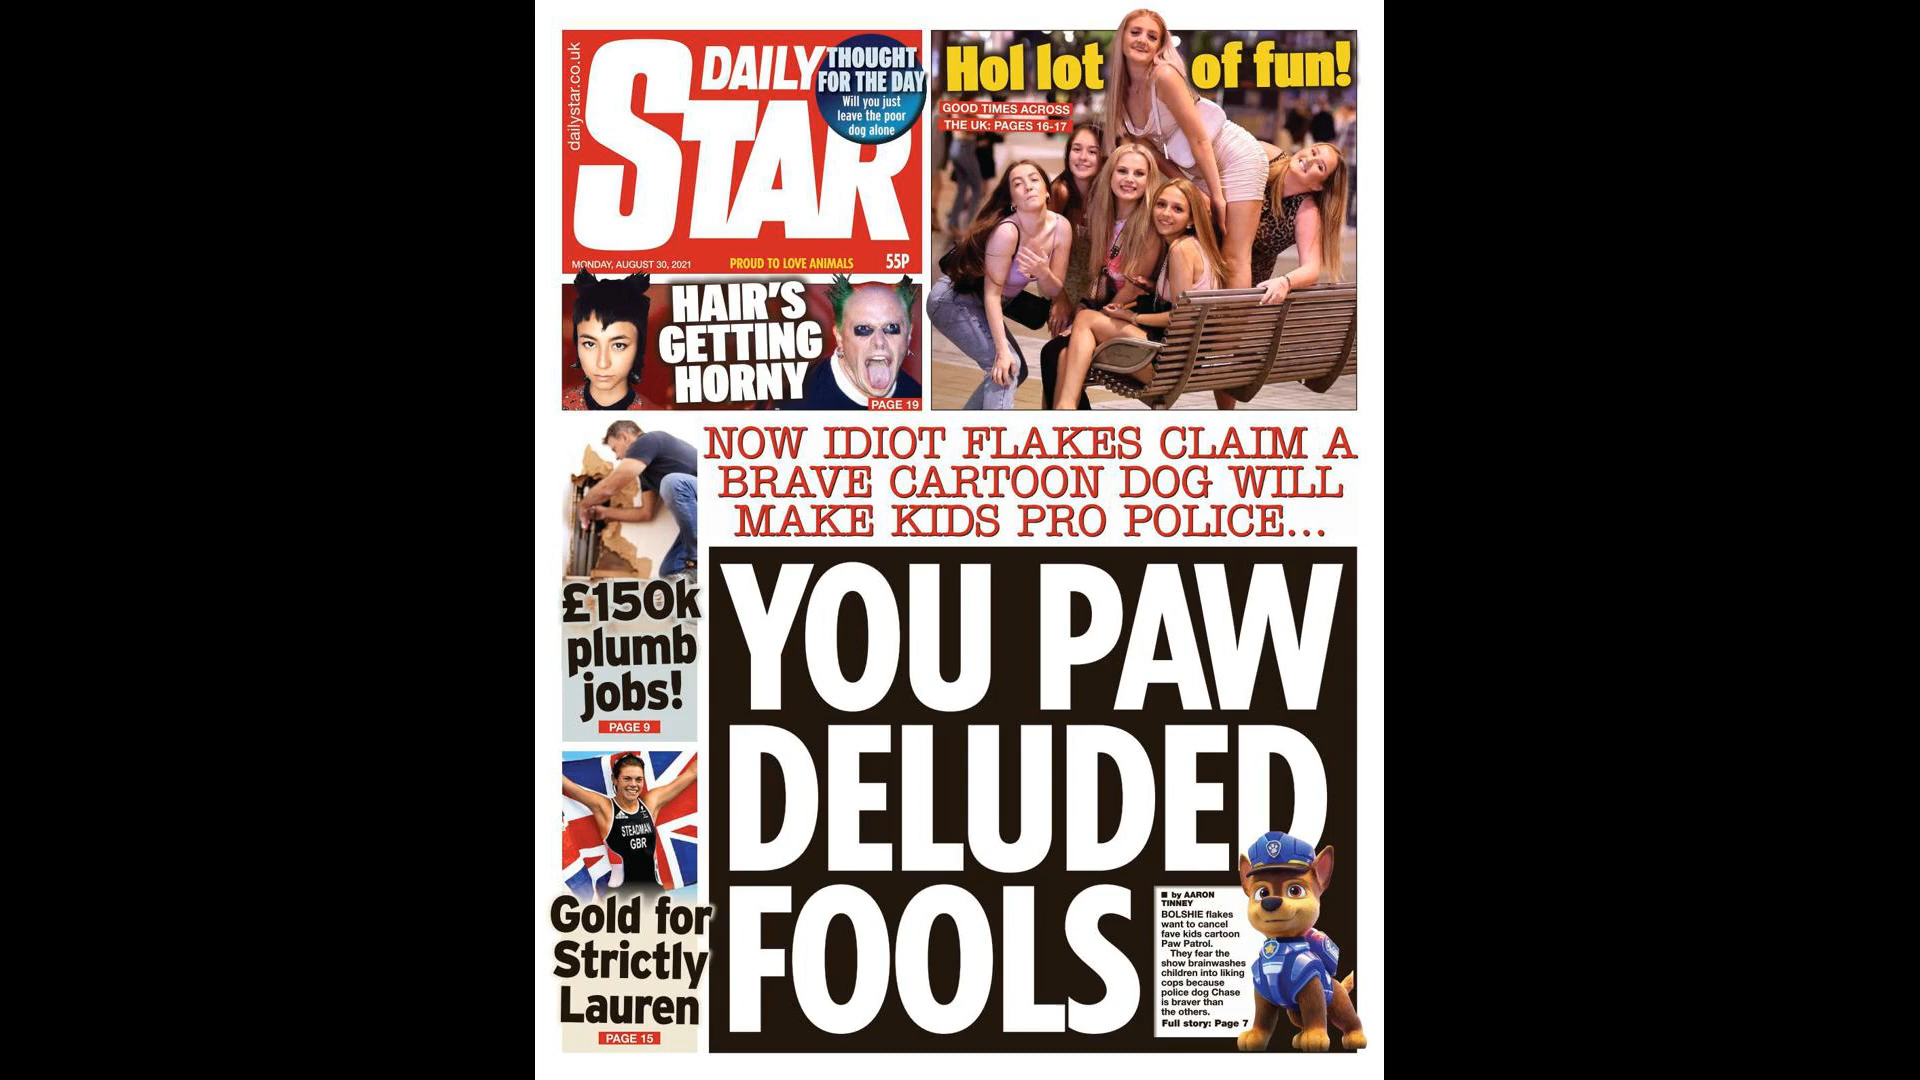 dailystar.co.uk
DAILY
STAR
THOUGHT
FOR THE DAY
Will you just
leave the poor
dog alone
MONDAY, AUGUST 30, 2021
PROUD TO LOVE ANIMALS
55P
Hol lot of fun!
GOOD TIMES ACROSS
THE UK: PAGES 16-17
HAIR'S
GETTING
HORNY
PAGE 19
NOW IDIOT FLAKES CLAIM A
BRAVE CARTOON DOG WILL
MAKE KIDS PRO POLICE...
£150k
plumb
jobs!
PAGE 9
STEADMAN
GBR
Gold for
Strictly
Lauren
PAGE 15
YOU PAW
DELUDED
FOOLS
■ by AARON
TINNEY
BOLSHIE flakes
want to cancel
fave kids cartoon
Paw Patrol.
They fear the
show brainwashes
children into liking
cops because
police dog Chase
is braver than
the others.
Full story: Page 7